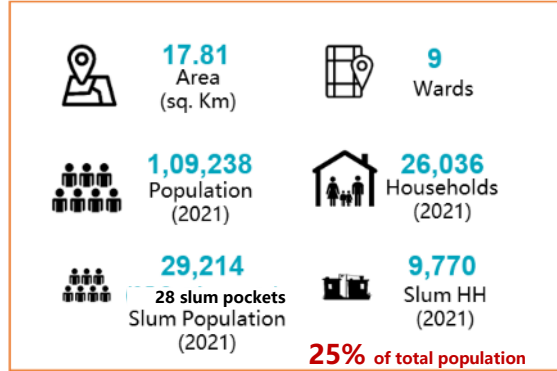 17.81
Area
(sq. Km)
9
Wards
1,09,238
Population
(2021)
26,036
Households
(2021)
29,214
28 slum pockets
Slum Population
(2021)
9,770
Slum HH
(2021)
25% of total population